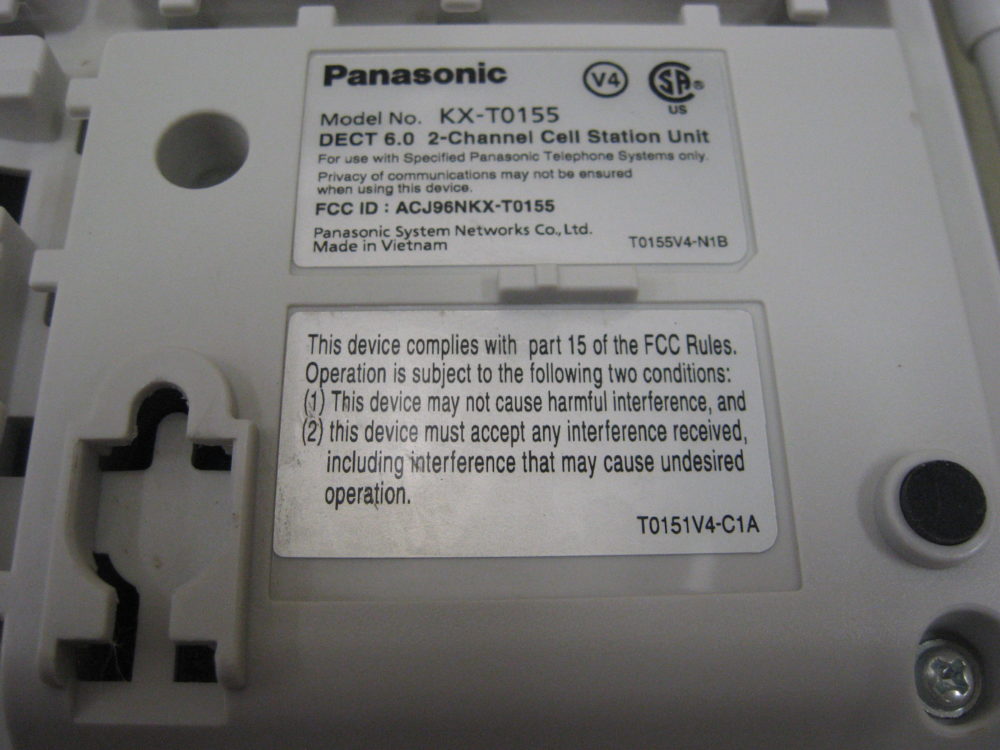 Panasonic V4 SA® US
Model No. KX-T0155
DECT 6.0 2-Channel Cell Station Unit
For use with Specified Panasonic Telephone Systems only.
Privacy of communications may not be ensured
when using this device.
FCC ID : ACJ96NKX-T0155
Panasonic System Networks Co., Ltd.
Made in Vietnam T0155V4-N1B
This device complies with part 15 of the FCC Rules.
Operation is subject to the following two conditions:
(1) This device may not cause harmful interference, and
(2) this device must accept any interference received,
including interference that may cause undesired
operation.
T0151V4-C1A